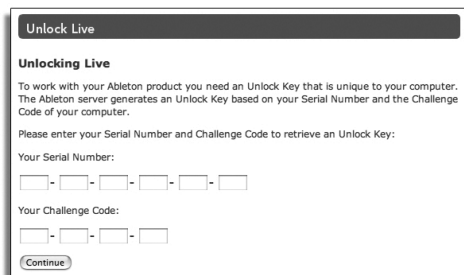 Unlock Live
Unlocking Live
To work with your Ableton product you need an Unlock Key that is unique to your computer.
The Ableton server generates an Unlock Key based on your Serial Number and the Challenge
Code of your computer.
Please enter your Serial Number and Challenge Code to retrieve an Unlock Key:
Your Serial Number:
- - - - -
Your Challenge Code:
- - -
Continue